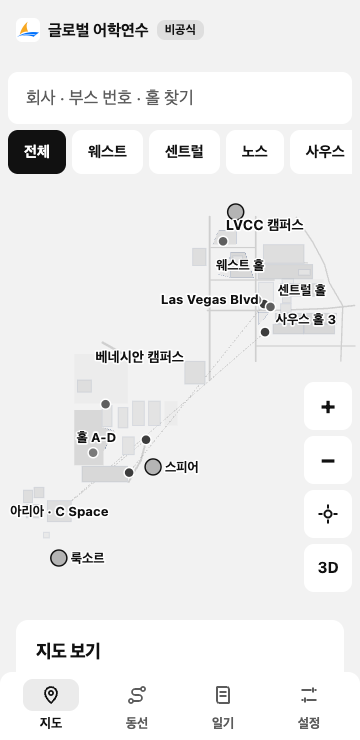 글로벌 어학연수 비공식
회사 · 부스 번호 · 홀 찾기
전체 웨스트 센트럴 노스 사우스
LVCC 캠퍼스
웨스트 홀
센트럴 홀
Las Vegas Blvd.
사우스 홀 3
베네시안 캠퍼스
홀 A-D
스피어
아리아 · C Space
룩소르
+
−
3D
지도 보기
지도 동선 일기 설정